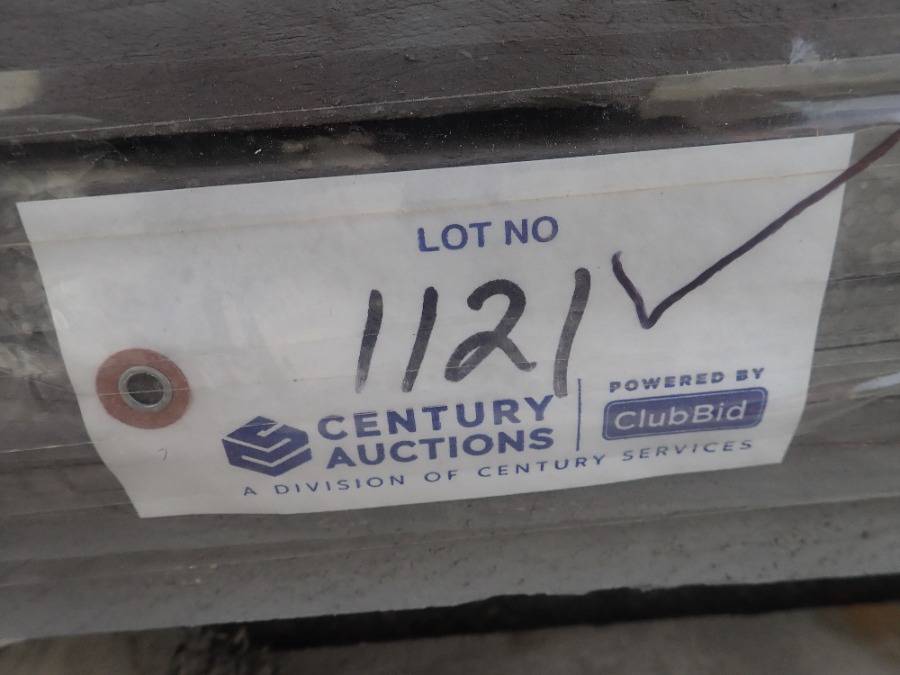 LOT NO
1121
CENTURY
AUCTIONS
POWERED BY
ClubBid
A DIVISION OF CENTURY SERVICES